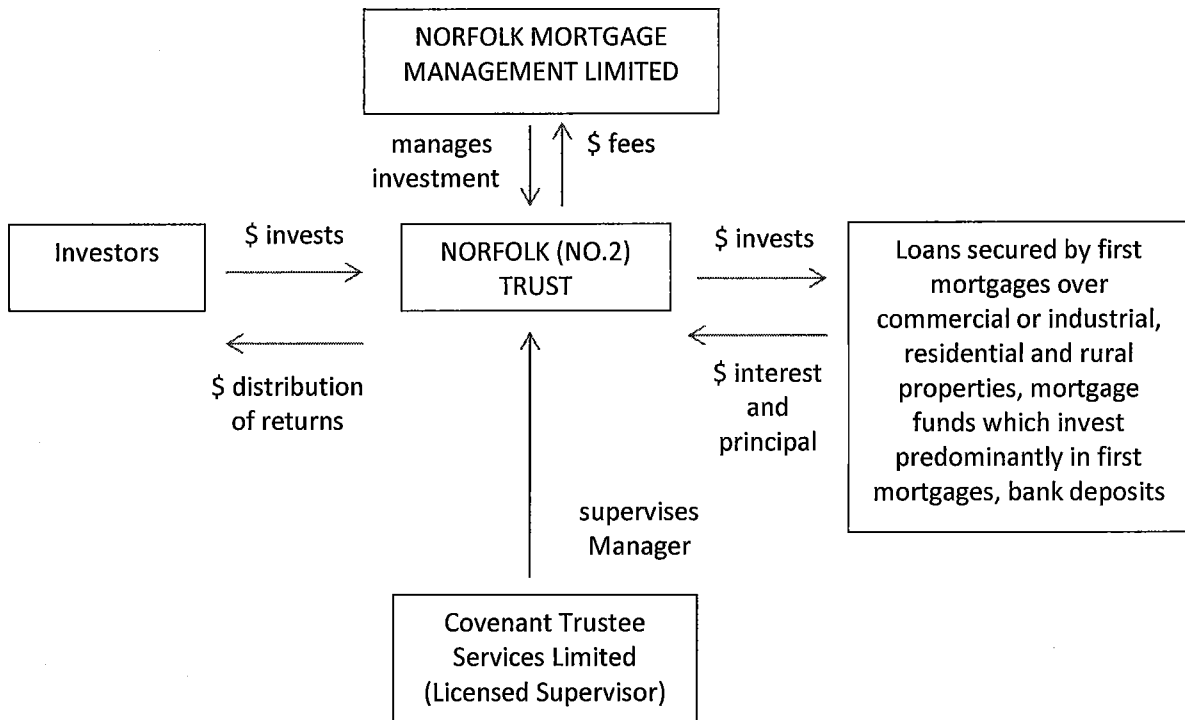 NORFOLK MORTGAGE
MANAGEMENT LIMITED
manages
investment
$ fees
Investors
$ invests
$ distribution
of returns
NORFOLK (NO.2)
TRUST
$ invests
$ interest
and
principal
Loans secured by first
mortgages over
commercial or industrial,
residential and rural
properties, mortgage
funds which invest
predominantly in first
mortgages, bank deposits
supervises
Manager
Covenant Trustee
Services Limited
(Licensed Supervisor)